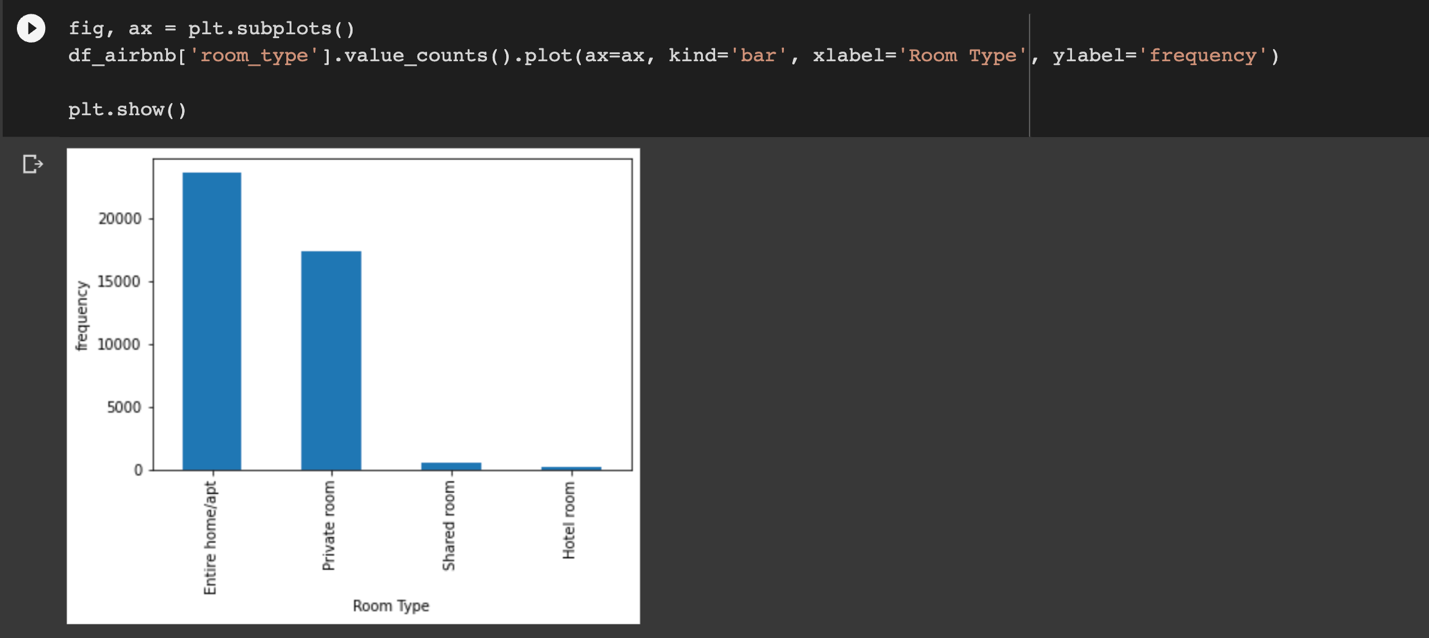 fig, ax = plt.subplots()
df_airbnb['room_type'].value_counts().plot(ax=ax, kind='bar', xlabel='Room Type', ylabel='frequency')
plt.show()
20000
15000
10000
5000
0
frequency
Entire home/apt
Private room
Shared room
Hotel room
Room Type